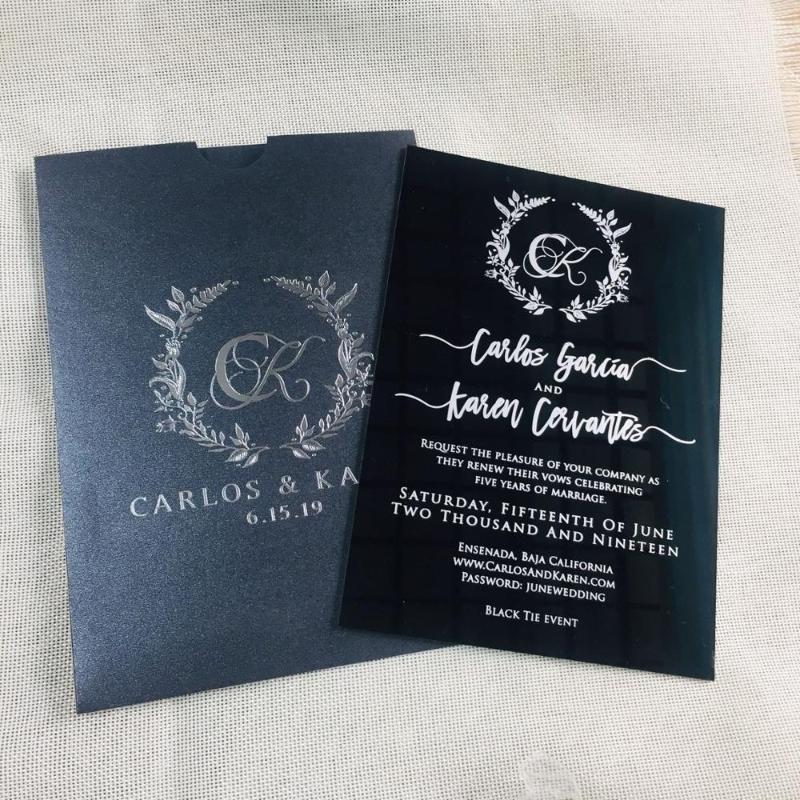 CK
CARLOS & KA
6.15.19
CK
Carlos García
AND
Karen Cervantes
REQUEST THE PLEASURE OF YOUR COMPANY AS
THEY RENEW THEIR VOWS CELEBRATING
FIVE YEARS OF MARRIAGE.
SATURDAY, FIFTEENTH OF JUNE
TWO THOUSAND AND NINETEEN
ENSENADA, BAJA CALIFORNIA
WWW.CARLOSANDKAREN.COM
PASSWORD: JUNEWEDDING
BLACK TIE EVENT